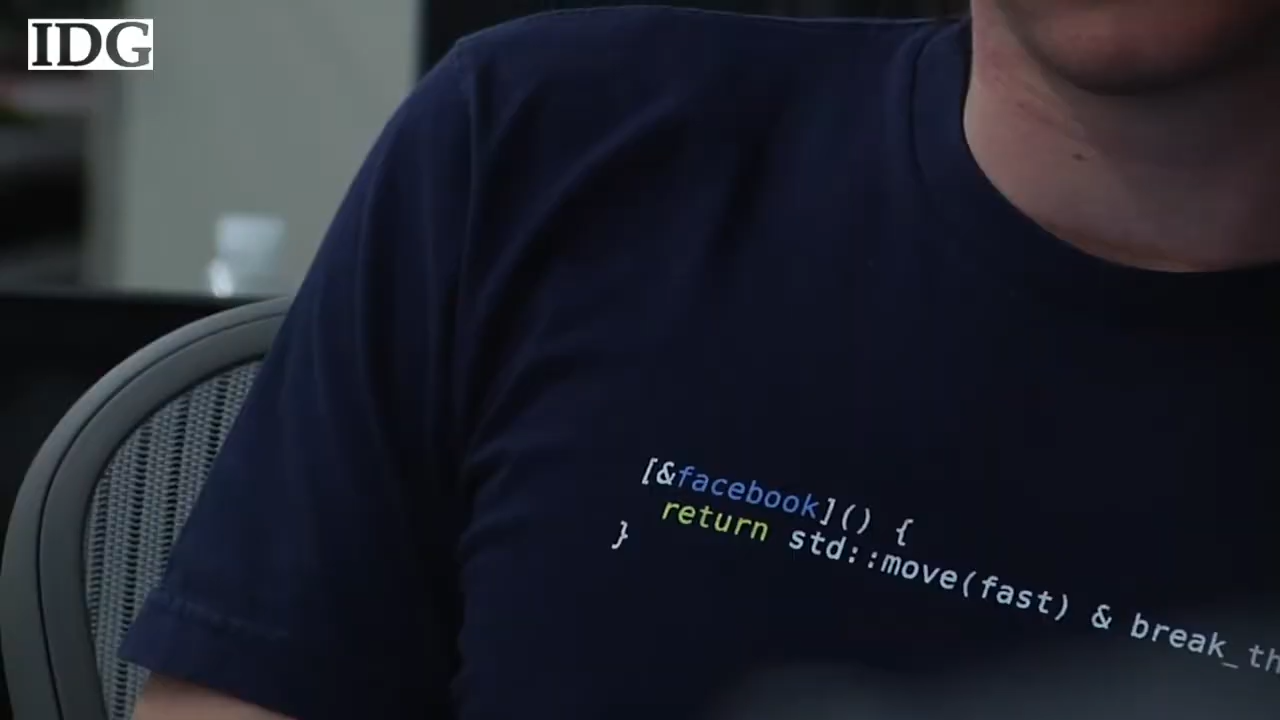 IDG
[&facebook]() {
return std::move(fast) & break_th
}